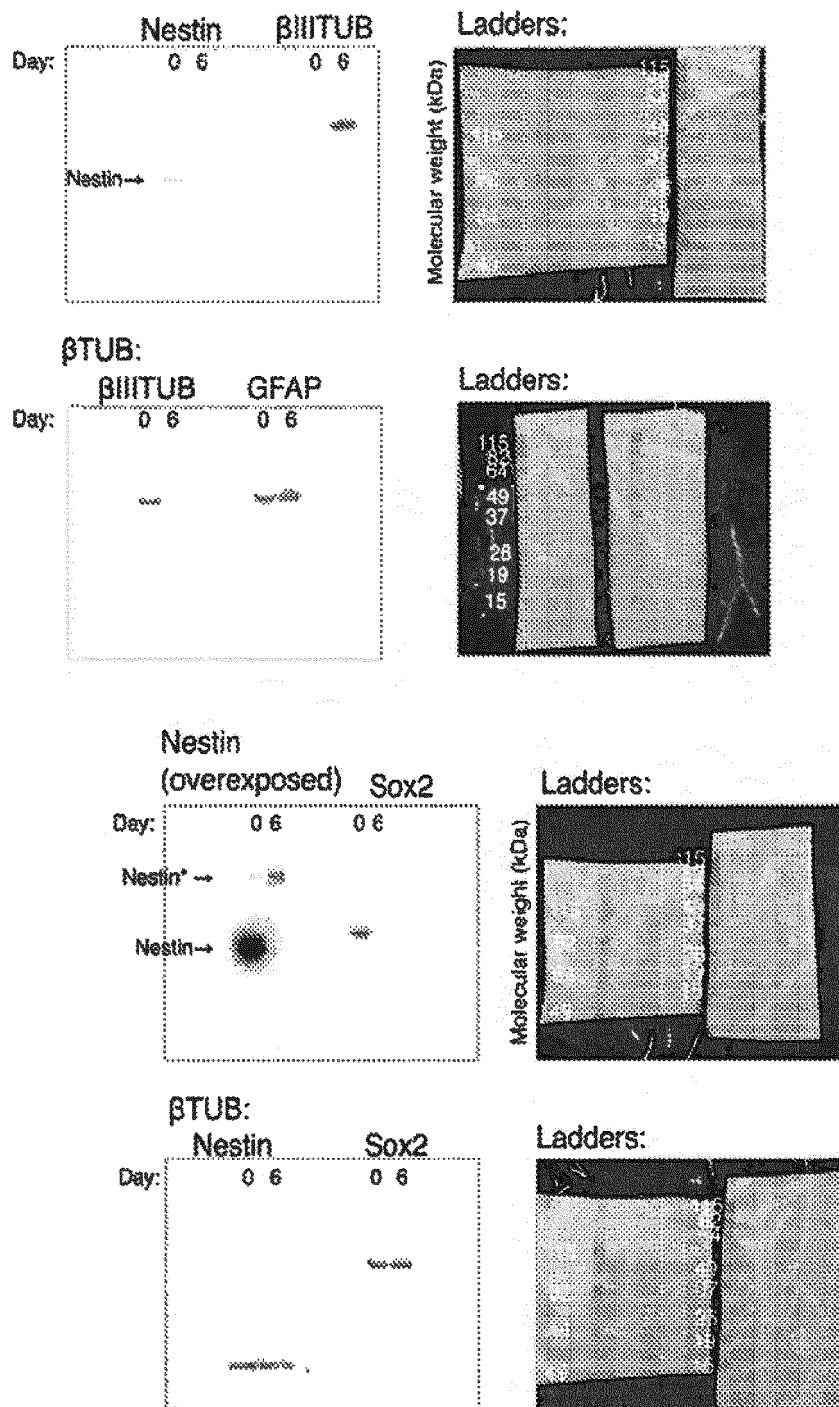 Nestin βIIITUB
Day: 0 6 0 6
Nestin→
Ladders:
Molecular weight (kDa)
115
βTUB:
βIIITUB GFAP
Day: 0 6 0 6
Ladders:
115
82
64
49
37
28
19
15
Nestin
(overexposed) Sox2
Day: 0 6 0 6
Nestin* →
Nestin→
Ladders:
Molecular weight (kDa)
115
βTUB:
Nestin Sox2
Day: 0 6 0 6
Ladders: